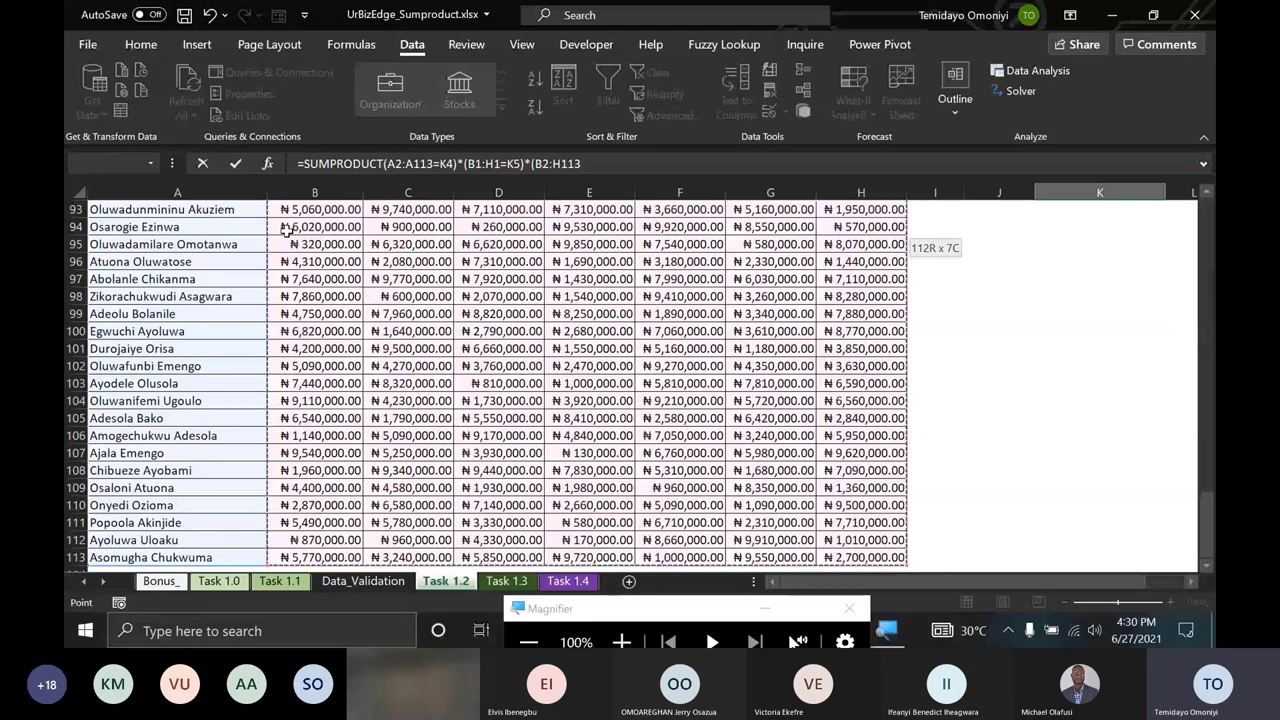 AutoSave Off UrBizEdge_Sumproduct.xlsx Search Temidayo Omoniyi TO
File Home Insert Page Layout Formulas Data Review View Developer Help Fuzzy Lookup Inquire Power Pivot Share Comments
Get Data Refresh All Queries & Connections Properties Edit Links Organization Stocks Sort Filter Clear Reapply Advanced Text to Columns What-If Analysis Forecast Sheet Outline Data Analysis Solver
Get & Transform Data Queries & Connections Data Types Sort & Filter Data Tools Forecast Analyze
=SUMPRODUCT(A2:A113=K4)*(B1:H1=K5)*(B2:H113
A B C D E F G H I J K L
93 Oluwadunmininu Akuziem ₦ 5,060,000.00 ₦ 9,740,000.00 ₦ 7,110,000.00 ₦ 7,310,000.00 ₦ 3,660,000.00 ₦ 5,160,000.00 ₦ 1,950,000.00
94 Osarogie Ezinwa ₦ 6,020,000.00 ₦ 900,000.00 ₦ 260,000.00 ₦ 9,530,000.00 ₦ 9,920,000.00 ₦ 8,550,000.00 ₦ 570,000.00
95 Oluwadamilare Omotanwa ₦ 320,000.00 ₦ 6,320,000.00 ₦ 6,620,000.00 ₦ 9,850,000.00 ₦ 7,540,000.00 ₦ 580,000.00 ₦ 8,070,000.00 112R x 7C
96 Atuona Oluwatose ₦ 4,310,000.00 ₦ 2,080,000.00 ₦ 7,310,000.00 ₦ 1,690,000.00 ₦ 3,180,000.00 ₦ 2,330,000.00 ₦ 1,440,000.00
97 Abolanle Chikanma ₦ 7,640,000.00 ₦ 9,770,000.00 ₦ 7,920,000.00 ₦ 1,430,000.00 ₦ 7,990,000.00 ₦ 6,030,000.00 ₦ 7,110,000.00
98 Zikorachukwudi Asagwara ₦ 7,860,000.00 ₦ 600,000.00 ₦ 2,070,000.00 ₦ 1,540,000.00 ₦ 9,410,000.00 ₦ 3,260,000.00 ₦ 8,280,000.00
99 Adeolu Bolanile ₦ 4,750,000.00 ₦ 7,960,000.00 ₦ 8,820,000.00 ₦ 8,250,000.00 ₦ 1,890,000.00 ₦ 3,340,000.00 ₦ 7,880,000.00
100 Egwuchi Ayoluwa ₦ 6,820,000.00 ₦ 1,640,000.00 ₦ 2,790,000.00 ₦ 2,680,000.00 ₦ 7,060,000.00 ₦ 3,610,000.00 ₦ 8,770,000.00
101 Durojaiye Orisa ₦ 4,200,000.00 ₦ 9,500,000.00 ₦ 6,660,000.00 ₦ 1,550,000.00 ₦ 5,160,000.00 ₦ 1,180,000.00 ₦ 3,850,000.00
102 Oluwafunbi Emengo ₦ 5,090,000.00 ₦ 4,270,000.00 ₦ 3,760,000.00 ₦ 2,470,000.00 ₦ 9,270,000.00 ₦ 4,350,000.00 ₦ 3,630,000.00
103 Ayodele Olusola ₦ 7,440,000.00 ₦ 8,320,000.00 ₦ 810,000.00 ₦ 1,000,000.00 ₦ 5,810,000.00 ₦ 7,810,000.00 ₦ 6,590,000.00
104 Oluwanifemi Ugoulo ₦ 9,110,000.00 ₦ 4,230,000.00 ₦ 1,730,000.00 ₦ 3,920,000.00 ₦ 9,210,000.00 ₦ 5,720,000.00 ₦ 6,560,000.00
105 Adesola Bako ₦ 6,540,000.00 ₦ 1,790,000.00 ₦ 5,550,000.00 ₦ 8,410,000.00 ₦ 2,580,000.00 ₦ 6,420,000.00 ₦ 2,840,000.00
106 Amogechukwu Adesola ₦ 1,140,000.00 ₦ 5,090,000.00 ₦ 9,170,000.00 ₦ 4,840,000.00 ₦ 7,050,000.00 ₦ 3,240,000.00 ₦ 5,950,000.00
107 Ajala Emengo ₦ 9,540,000.00 ₦ 5,250,000.00 ₦ 3,930,000.00 ₦ 130,000.00 ₦ 6,760,000.00 ₦ 5,980,000.00 ₦ 9,620,000.00
108 Chibueze Ayobami ₦ 1,960,000.00 ₦ 9,340,000.00 ₦ 9,440,000.00 ₦ 7,830,000.00 ₦ 5,310,000.00 ₦ 1,680,000.00 ₦ 7,090,000.00
109 Osaloni Atuona ₦ 4,400,000.00 ₦ 4,580,000.00 ₦ 1,930,000.00 ₦ 1,980,000.00 ₦ 960,000.00 ₦ 8,350,000.00 ₦ 1,360,000.00
110 Onyedi Ozioma ₦ 2,870,000.00 ₦ 6,580,000.00 ₦ 7,140,000.00 ₦ 2,660,000.00 ₦ 5,090,000.00 ₦ 1,090,000.00 ₦ 9,500,000.00
111 Popoola Akinjide ₦ 5,490,000.00 ₦ 5,780,000.00 ₦ 3,330,000.00 ₦ 580,000.00 ₦ 6,710,000.00 ₦ 2,310,000.00 ₦ 7,710,000.00
112 Ayoluwa Uloaku ₦ 870,000.00 ₦ 960,000.00 ₦ 4,330,000.00 ₦ 170,000.00 ₦ 8,660,000.00 ₦ 9,910,000.00 ₦ 1,010,000.00
113 Asomugha Chukwuma ₦ 5,770,000.00 ₦ 3,240,000.00 ₦ 5,850,000.00 ₦ 9,720,000.00 ₦ 1,000,000.00 ₦ 9,550,000.00 ₦ 2,700,000.00
Bonus_ Task 1.0 Task 1.1 Data_Validation Task 1.2 Task 1.3 Task 1.4
Point Magnifier
Type here to search 100% 30°C 4:30 PM
6/27/2021
+18 KM VU AA SO EI OO VE II TO
Elvis Ibenegbu OMOAREGHAN Jerry Osazua Victoria Ekefre Ifeanyi Benedict Iheagwara Michael Olafusi Temidayo Omoniyi